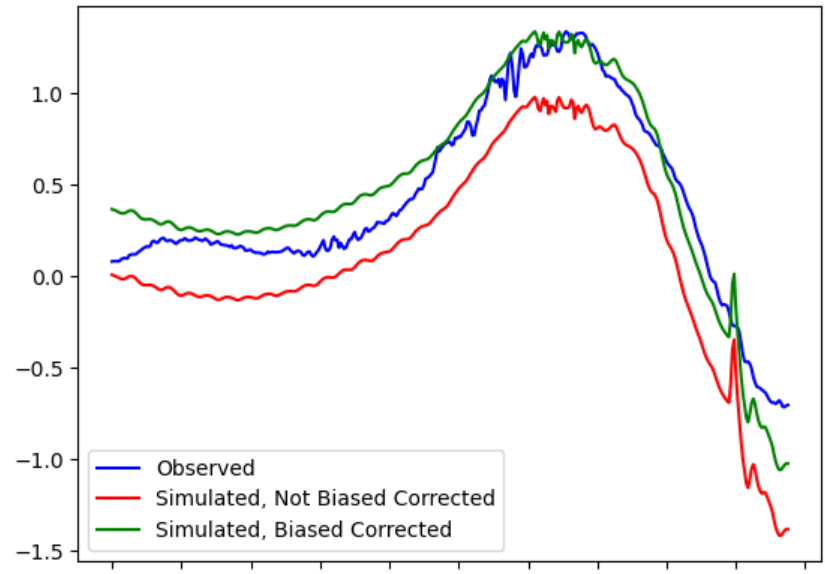 1.0
0.5
0.0
−0.5
−1.0
−1.5
Observed
Simulated, Not Biased Corrected
Simulated, Biased Corrected